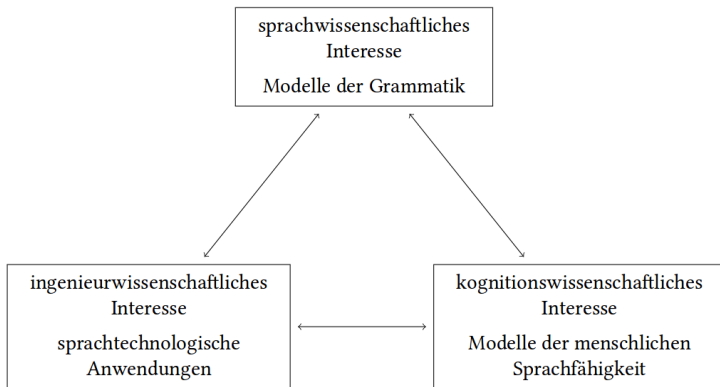 sprachwissenschaftliches
Interesse
Modelle der Grammatik
ingenieurwissenschaftliches
Interesse
sprachtechnologische
Anwendungen
kognitionswissenschaftliches
Interesse
Modelle der menschlichen
Sprachfähigkeit